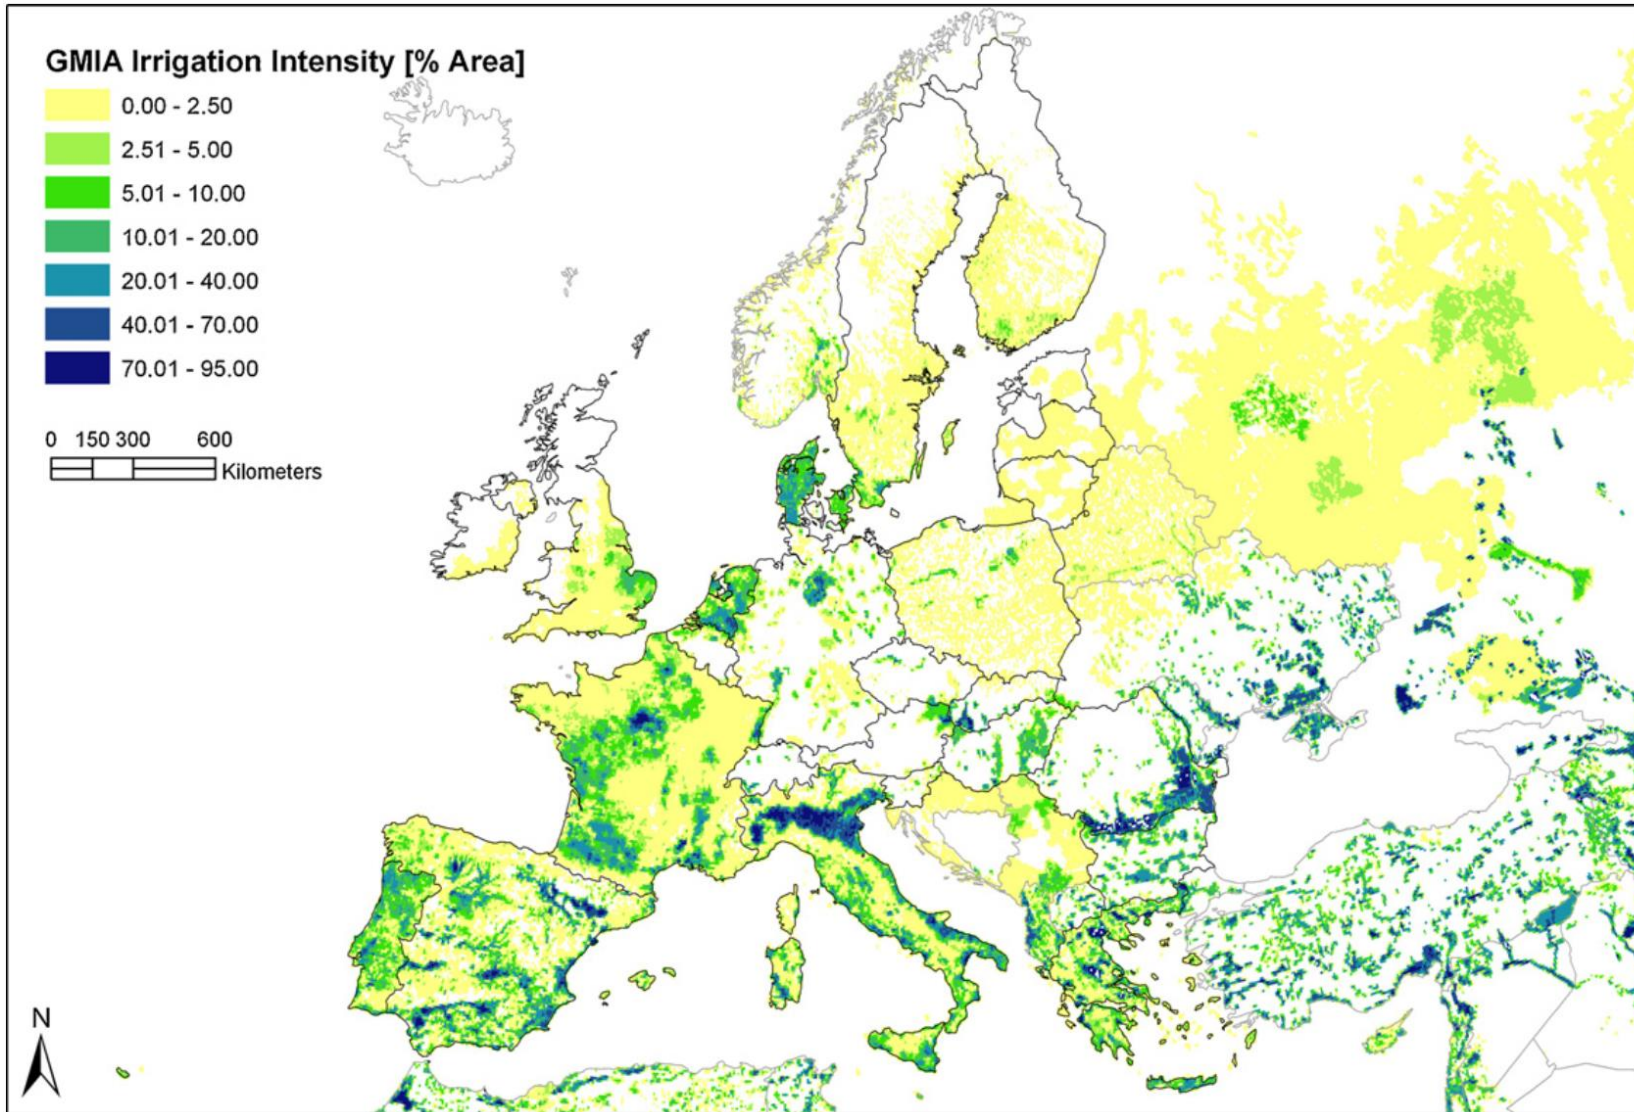 GMIA Irrigation Intensity [% Area]
0.00 - 2.50
2.51 - 5.00
5.01 - 10.00
10.01 - 20.00
20.01 - 40.00
40.01 - 70.00
70.01 - 95.00
0 150 300 600
Kilometers
N